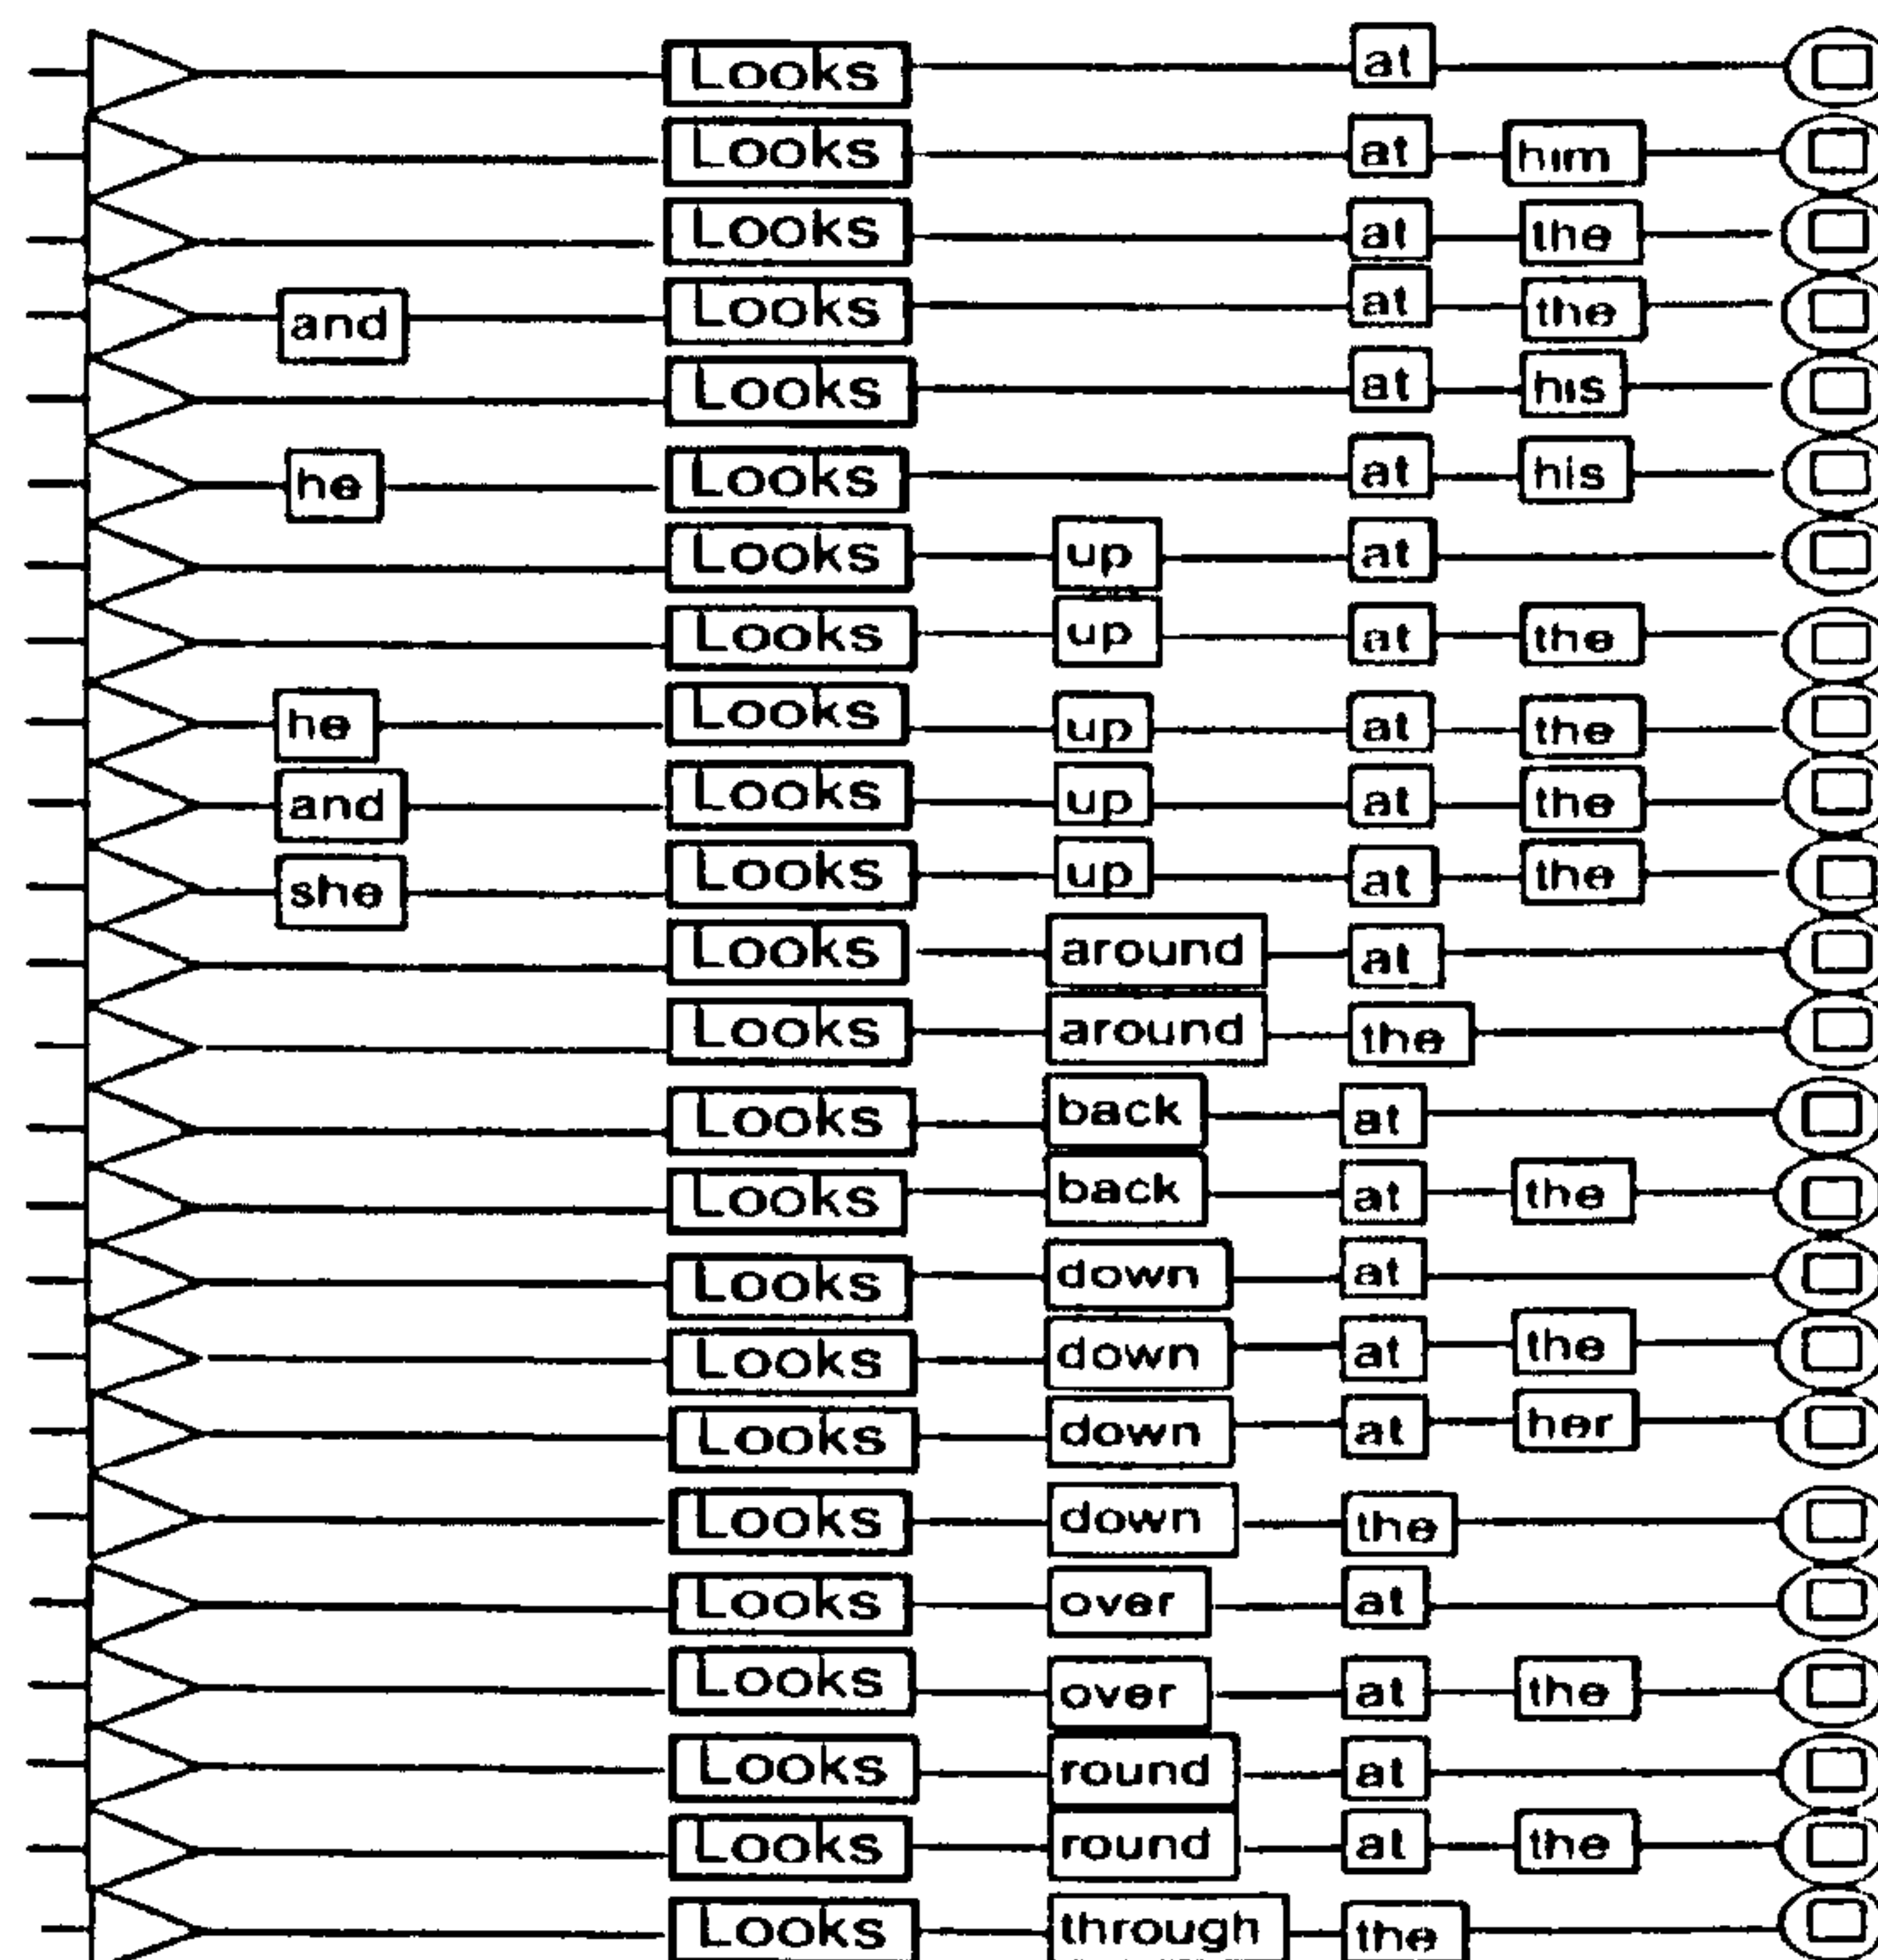 Looks at
Looks at him
Looks at the
and Looks at the
Looks at his
he Looks at his
Looks up at
Looks up at the
he Looks up at the
and Looks up at the
she Looks up at the
Looks around at
Looks around the
Looks back at
Looks back at the
Looks down at
Looks down at the
Looks down at her
Looks down the
Looks over at
Looks over at the
Looks round at
Looks round at the
Looks through the